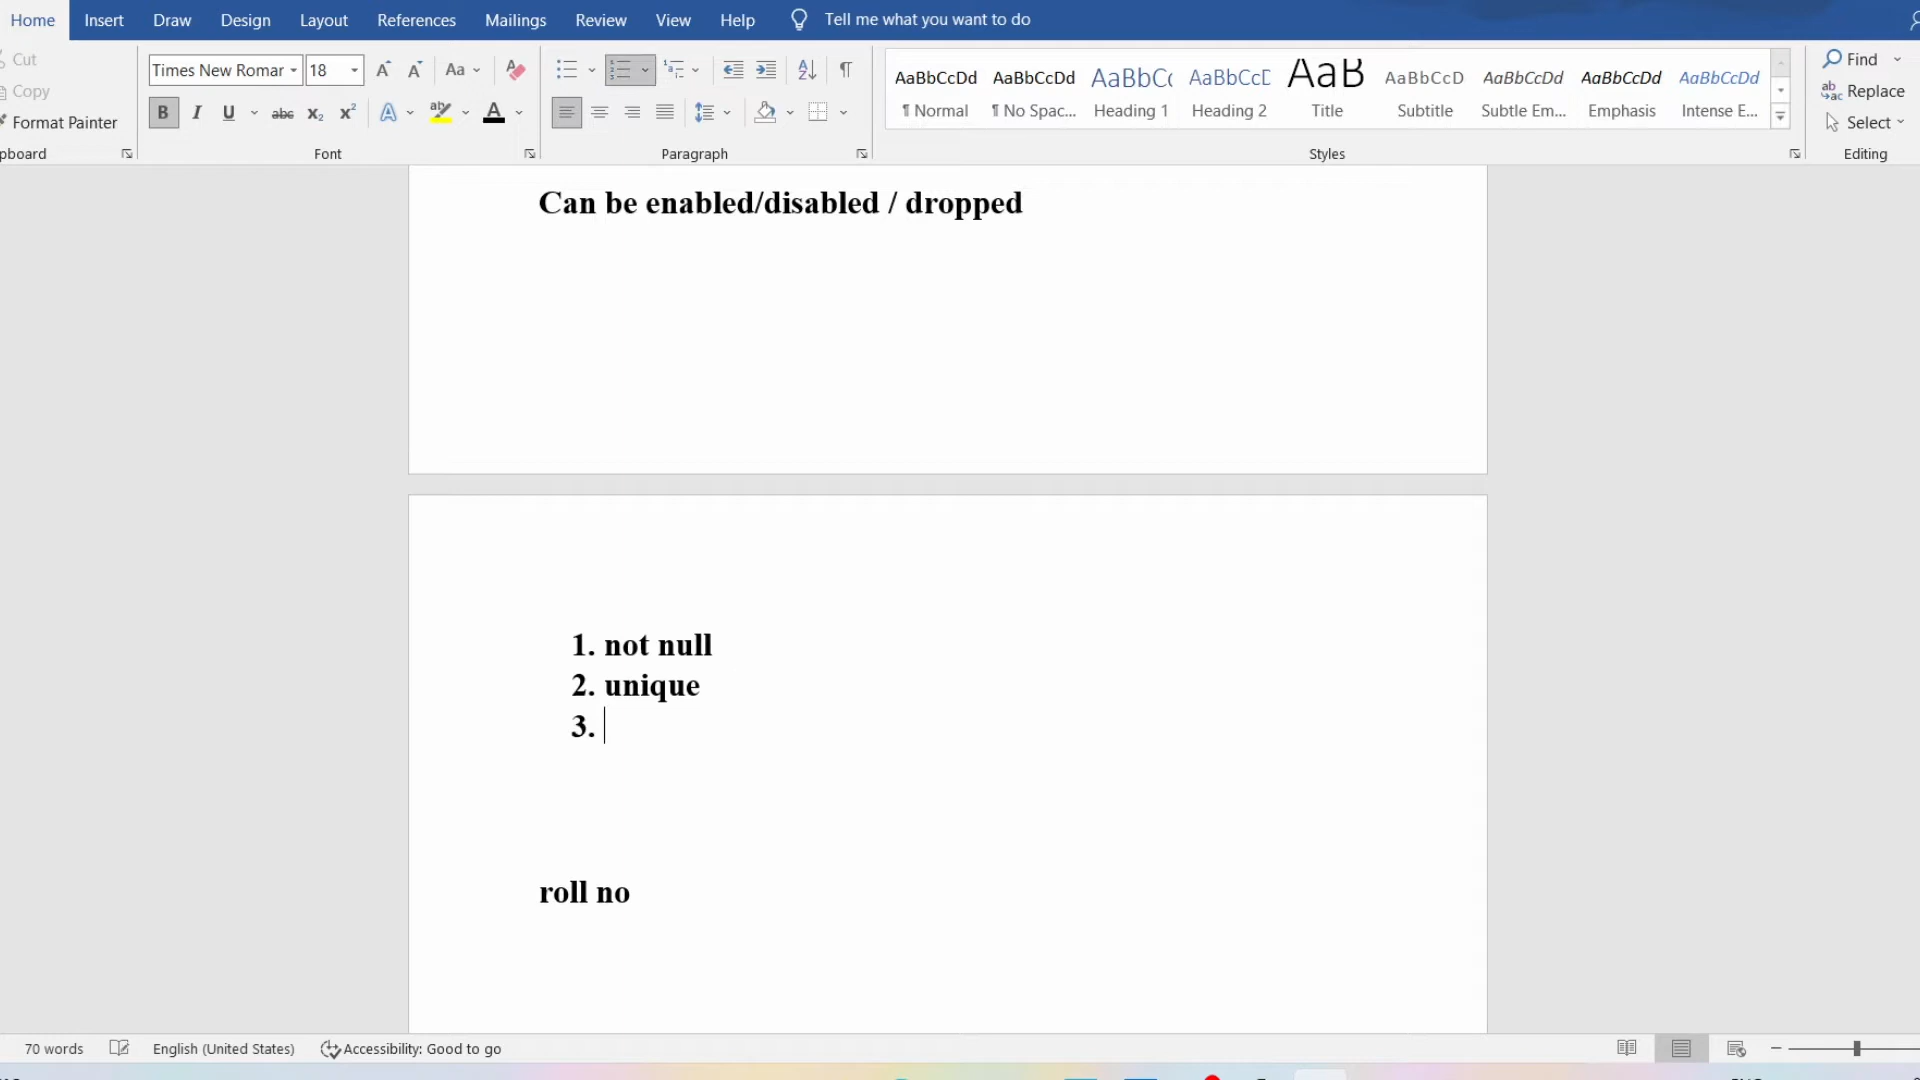 Home Insert Draw Design Layout References Mailings Review View Help Tell me what you want to do
Cut
Copy
Format Painter
Times New Roman 18
AaBbCcDd AaBbCcDd AaBbCc AaBbCcD AaB AaBbCcD AaBbCcDd AaBbCcDd AaBbCcDd
¶ Normal ¶ No Spac... Heading 1 Heading 2 Title Subtitle Subtle Em... Emphasis Intense E...
Find
Replace
Select
pboard Font Paragraph Styles Editing
Can be enabled/disabled / dropped
1. not null
2. unique
3.
roll no
70 words English (United States) Accessibility: Good to go